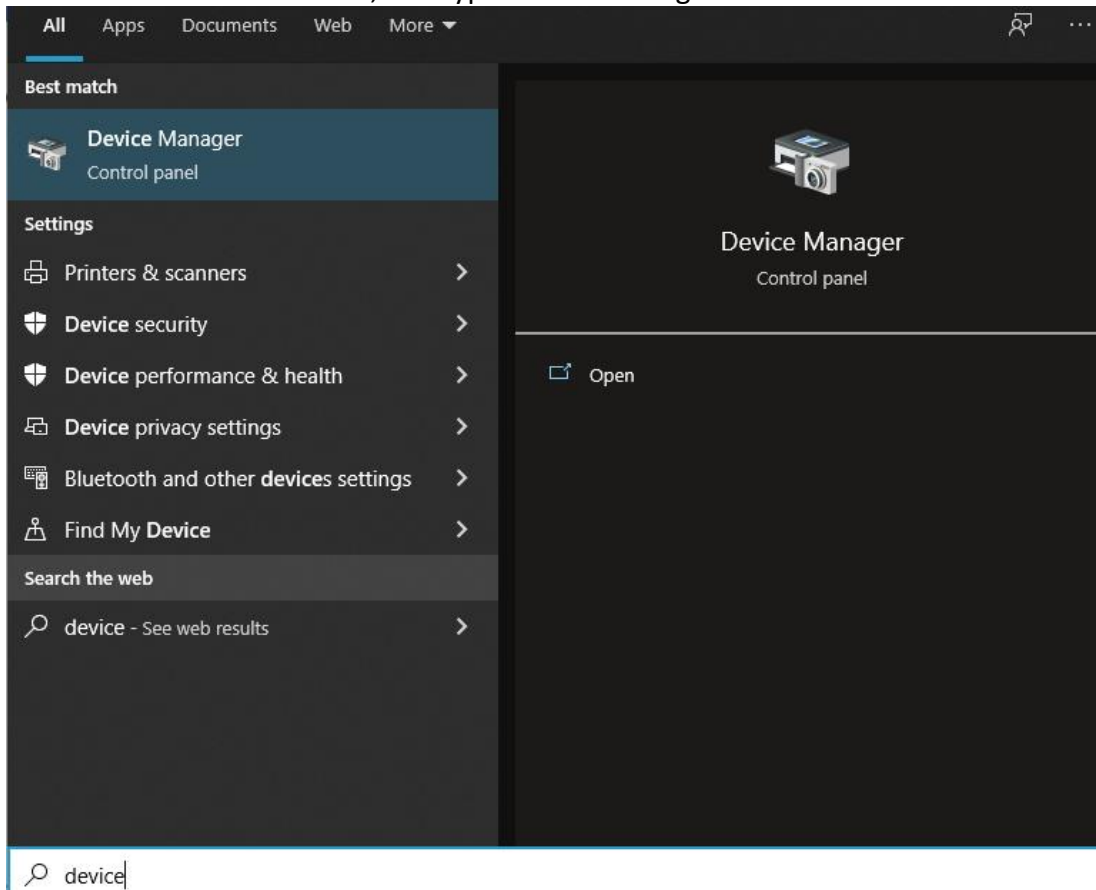 All Apps Documents Web More
Best match
Device Manager
Control panel
Settings
Printers & scanners
Device security
Device performance & health
Device privacy settings
Bluetooth and other devices settings
Find My Device
Search the web
device - See web results
Device Manager
Control panel
Open
device